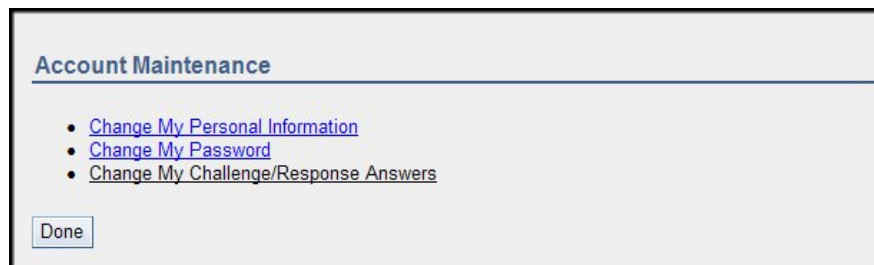 Account Maintenance
Change My Personal Information
Change My Password
Change My Challenge/Response Answers
Done